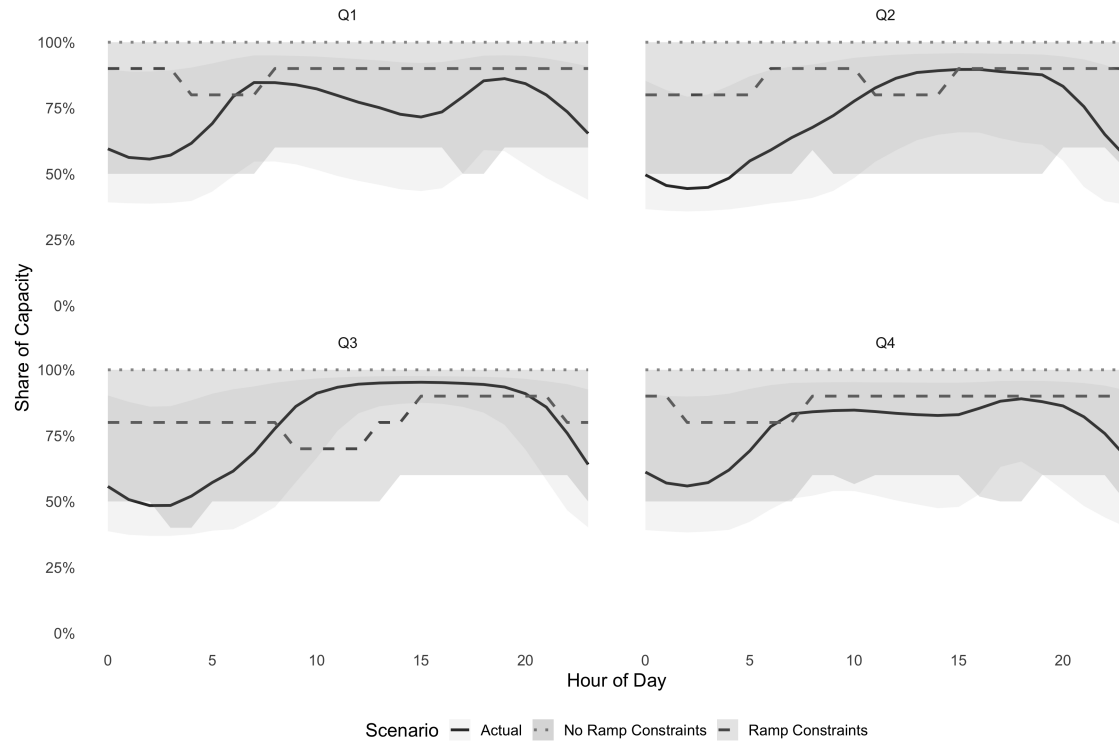 Q1
Q2
100%
75%
50%
25%
0%
Q3
Q4
100%
75%
50%
25%
0%
Share of Capacity
0 5 10 15 20 0 5 10 15 20
Hour of Day
Scenario Actual No Ramp Constraints Ramp Constraints